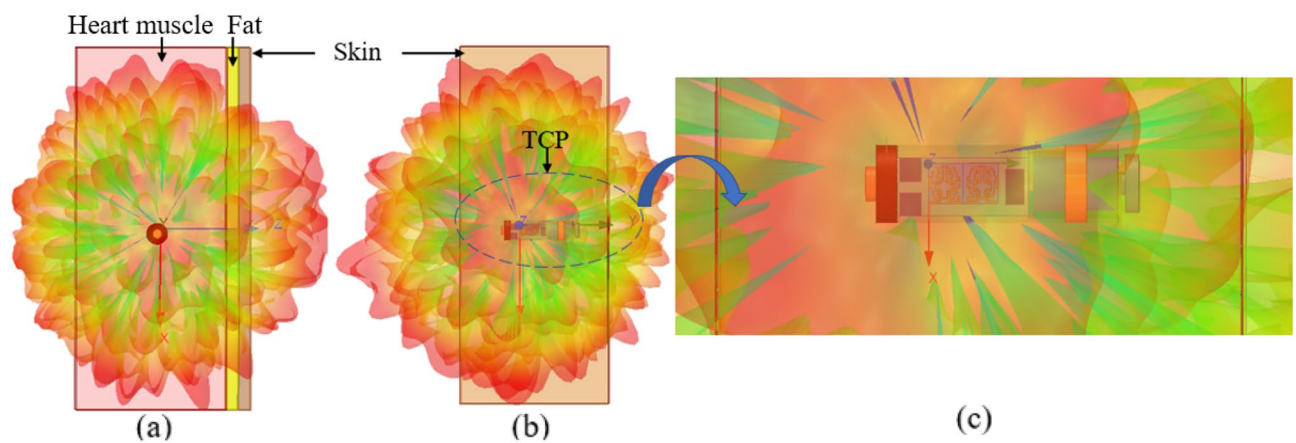 Heart muscle Fat
Skin
TCP
Y
Z
X
Z
Z
X
(a)
(b)
(c)